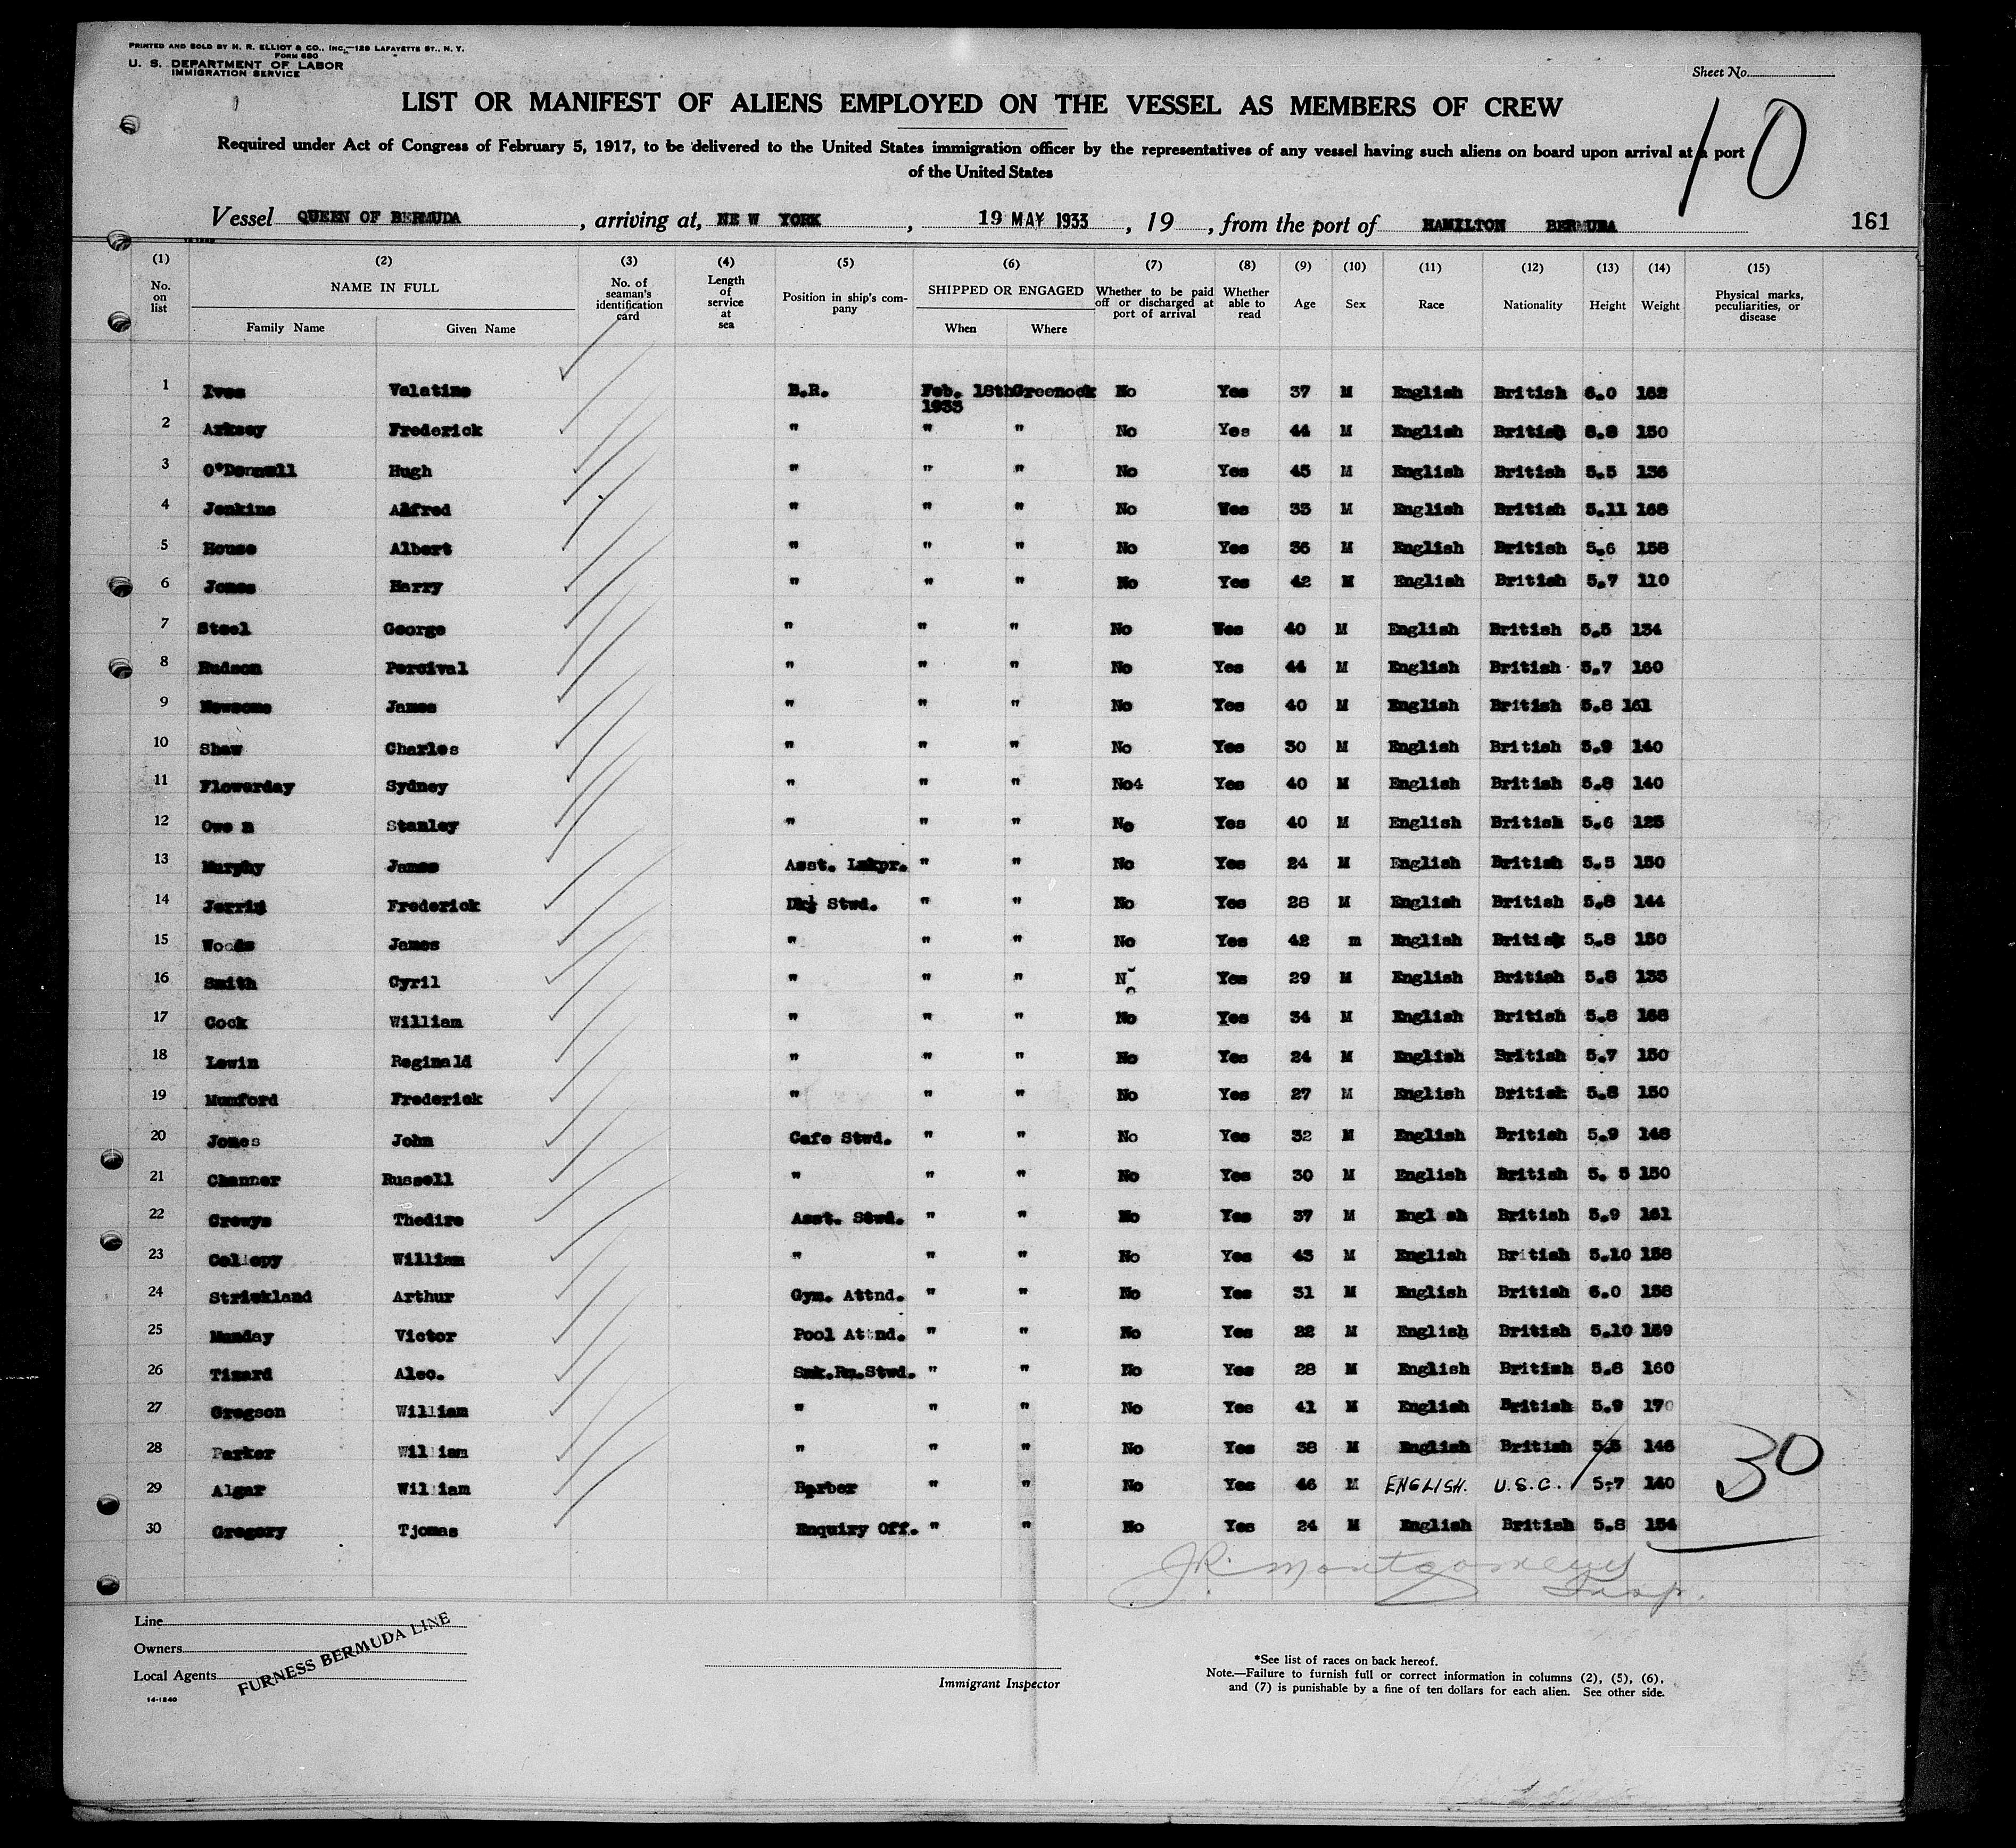 PRINTED AND SOLD BY H. R. ELLIOT & CO., INC.,—129 LAFAYETTE ST., N. Y.
FORM 680
U. S. DEPARTMENT OF LABOR
IMMIGRATION SERVICE
Sheet No.
10
LIST OR MANIFEST OF ALIENS EMPLOYED ON THE VESSEL AS MEMBERS OF CREW
Required under Act of Congress of February 5, 1917, to be delivered to the United States immigration officer by the representatives of any vessel having such aliens on board upon arrival at a port
of the United States
Vessel QUEEN OF BERMUDA, arriving at, NE W YORK, 19 MAY 1933, 19, from the port of HAMILTON BERMUDA 161
(1) No. on list (2) NAME IN FULL Family Name Given Name (3) No. of seaman's identification card (4) Length of service at sea (5) Position in ship's company (6) SHIPPED OR ENGAGED When Where (7) Whether to be paid off or discharged at port of arrival (8) Whether able to read (9) Age (10) Sex (11) Race (12) Nationality (13) Height (14) Weight (15) Physical marks, peculiarities, or disease
1 Ives Valatine B.R. Feb. 18th Greenock No Yes 37 M English British 6.0 162
1933
2 Arksey Frederick " " " No Yes 44 M English British 5.8 150
3 O'Donnell Hugh " " " No Yes 45 M English British 5.5 136
4 Jenkins Alfred " " " No Wes 33 M English British 5.11 168
5 House Albert " " " No Yes 36 M English British 5.6 158
6 Jones Harry " " " No Yes 42 M English British 5.7 110
7 Steel George " " " No Wes 40 M English British 5.5 134
8 Hudson Percival " " " No Yes 44 M English British 5.7 160
9 Newsome James " " " No Yes 40 M English British 5.8 161
10 Shaw Charles " " " No Yes 30 M English British 5.9 140
11 Flowerday Sydney " " " No4 Yes 40 M English British 5.8 140
12 Owe n Stanley " " " No Yes 40 M English British 5.6 125
13 Murphy James Asst. Lnkpr. " " No Yes 24 M English British 5.5 150
14 Jerrim Frederick Dk. Stwd. " " No Yes 28 M English British 5.8 144
15 Woods James " " " No Yes 42 m English British 5.8 150
16 Smith Cyril " " " No Yes 29 M English British 5.8 133
17 Cock William " " " No Yes 34 M English British 5.8 168
18 Lewin Reginald " " " No Yes 24 M English British 5.7 150
19 Mumford Frederick " " " No Yes 27 M English British 5.8 150
20 Jones John Cafe Stwd. " " No Yes 32 M English British 5.9 148
21 Channer Russell " " " No Yes 30 M English British 5. 5 150
22 Crewys Thedire Asst. Stwd. " " No Yes 37 M Engl sh British 5.9 161
23 Collepy William " " " No Yes 43 M English British 5.10 158
24 Strickland Arthur Gym. Attnd. " " No Yes 31 M English British 6.0 158
25 Munday Victor Pool Attnd. " " No Yes 22 M English British 5.10 159
26 Tizard Alec. Smk.Rm.Stwd. " " No Yes 28 M English British 5.8 160
27 Gregson William " " " No Yes 41 M English British 5.9 170
28 Parker William " " " No Yes 38 M English British 5.5 146
29 Algar William Barber " " No Yes 46 M ENGLISH. U.S.C. 5-7 140
30 Gregory Tjomas Enquiry Off. " " No Yes 24 M English British 5.8 154
30
JR. Montgomery
Insp.
Line
Owners
Local Agents
FURNESS BERMUDA LINE
14-1240
Immigrant Inspector
*See list of races on back hereof.
Note.—Failure to furnish full or correct information in columns (2), (5), (6),
and (7) is punishable by a fine of ten dollars for each alien. See other side.